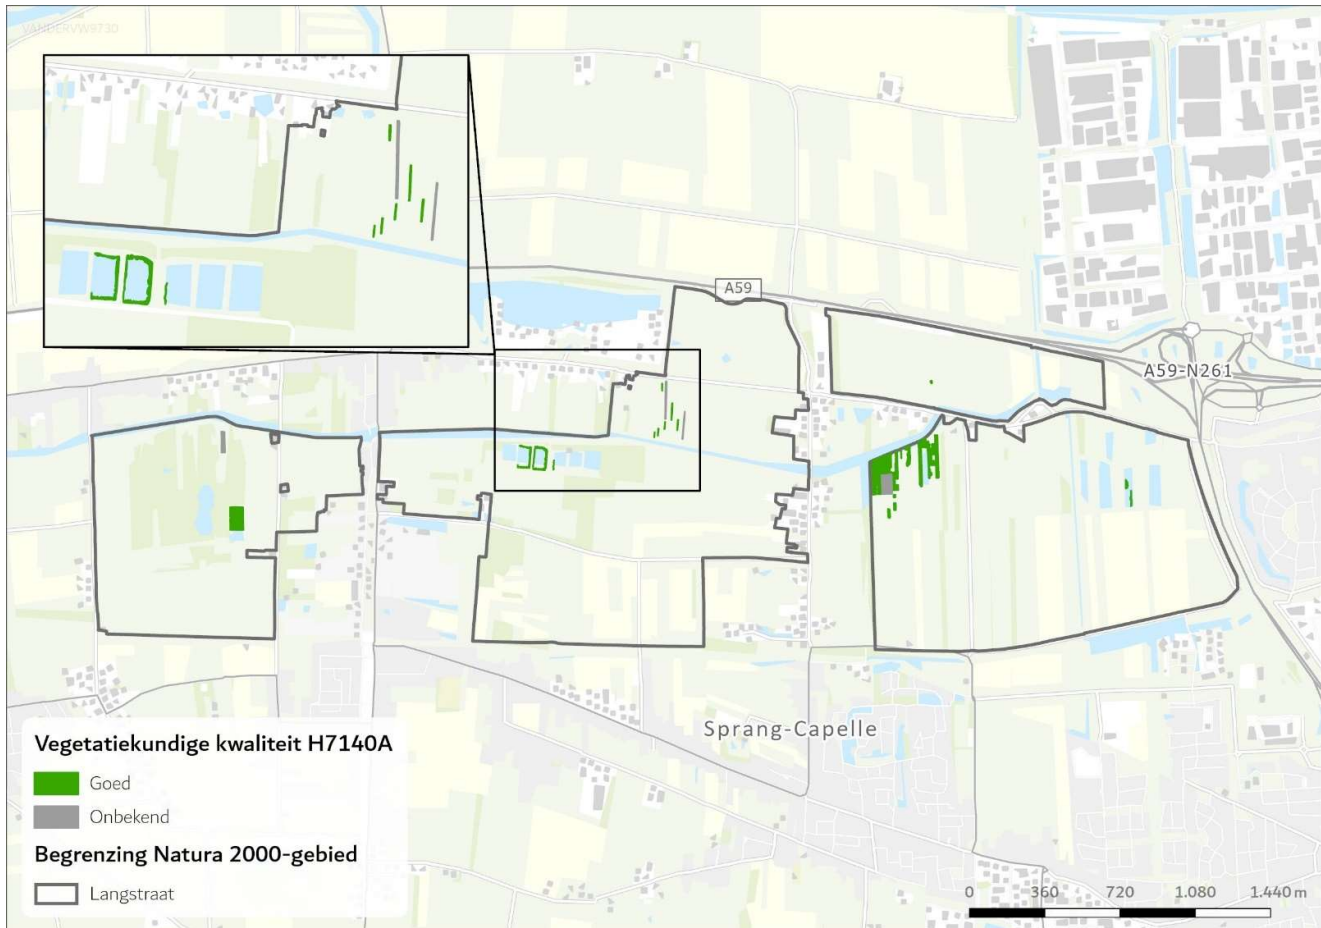 VANDERVW9730
A59
A59-N261
Sprang-Capelle
Vegetatiekundige kwaliteit H7140A
Goed
Onbekend
Begrenzing Natura 2000-gebied
Langstraat
0 360 720 1.080 1.440 m